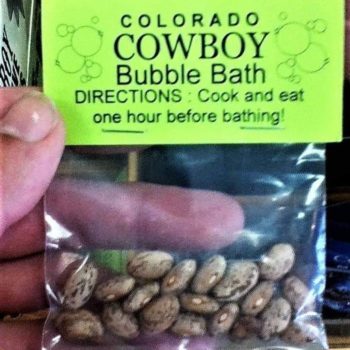 COLORADO
COWBOY
Bubble Bath
DIRECTIONS : Cook and eat
one hour before bathing!